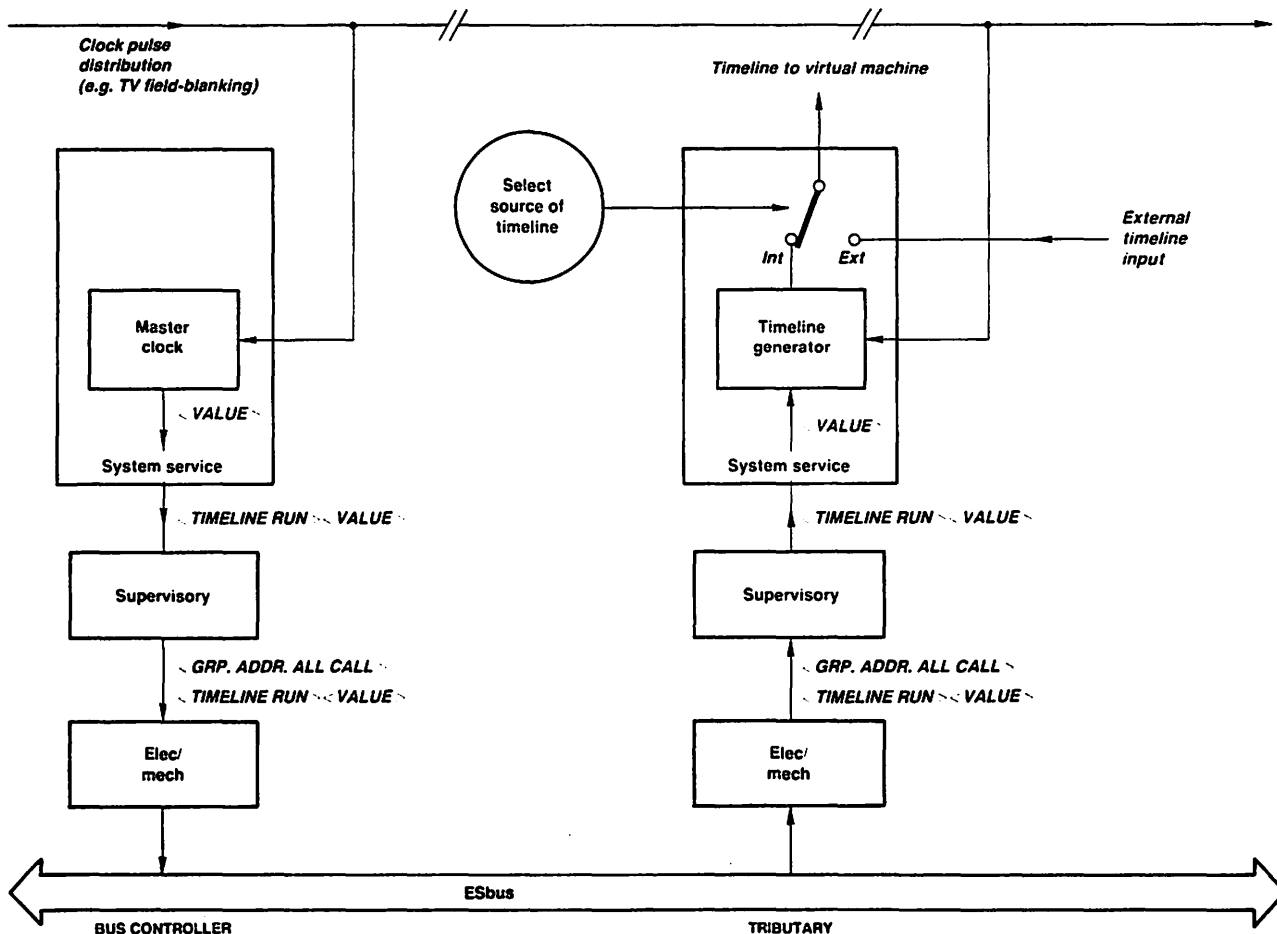 Clock pulse
distribution
(e.g. TV field-blanking)
Timeline to virtual machine
Select
source of
timeline
External
timeline
input
Int
Ext
Master
clock
Timeline
generator
< VALUE >
< VALUE >
System service
System service
< TIMELINE RUN >< VALUE >
< TIMELINE RUN >< VALUE >
Supervisory
Supervisory
< GRP. ADDR. ALL CALL >
< TIMELINE RUN >< VALUE >
< GRP. ADDR. ALL CALL >
< TIMELINE RUN >< VALUE >
Elec/
mech
Elec/
mech
ESbus
BUS CONTROLLER
TRIBUTARY